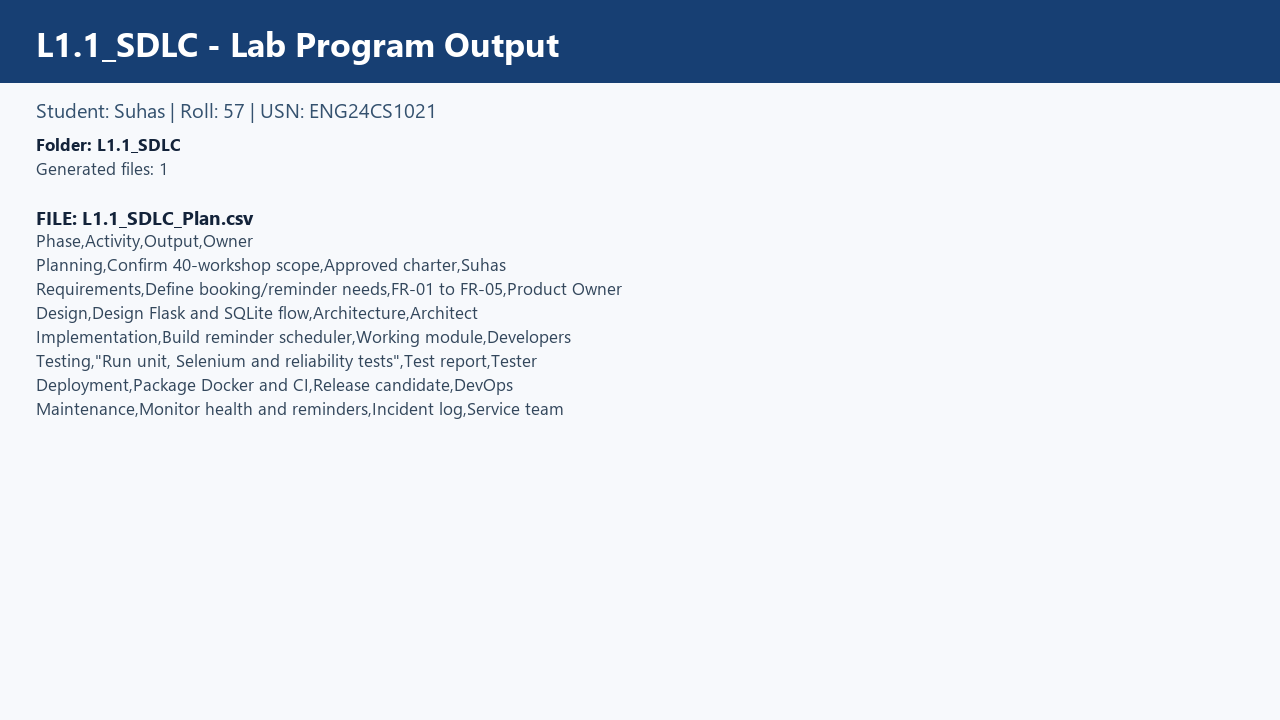 L1.1_SDLC - Lab Program Output
Student: Suhas | Roll: 57 | USN: ENG24CS1021
Folder: L1.1_SDLC
Generated files: 1
FILE: L1.1_SDLC_Plan.csv
Phase,Activity,Output,Owner
Planning,Confirm 40-workshop scope,Approved charter,Suhas
Requirements,Define booking/reminder needs,FR-01 to FR-05,Product Owner
Design,Design Flask and SQLite flow,Architecture,Architect
Implementation,Build reminder scheduler,Working module,Developers
Testing,"Run unit, Selenium and reliability tests",Test report,Tester
Deployment,Package Docker and CI,Release candidate,DevOps
Maintenance,Monitor health and reminders,Incident log,Service team